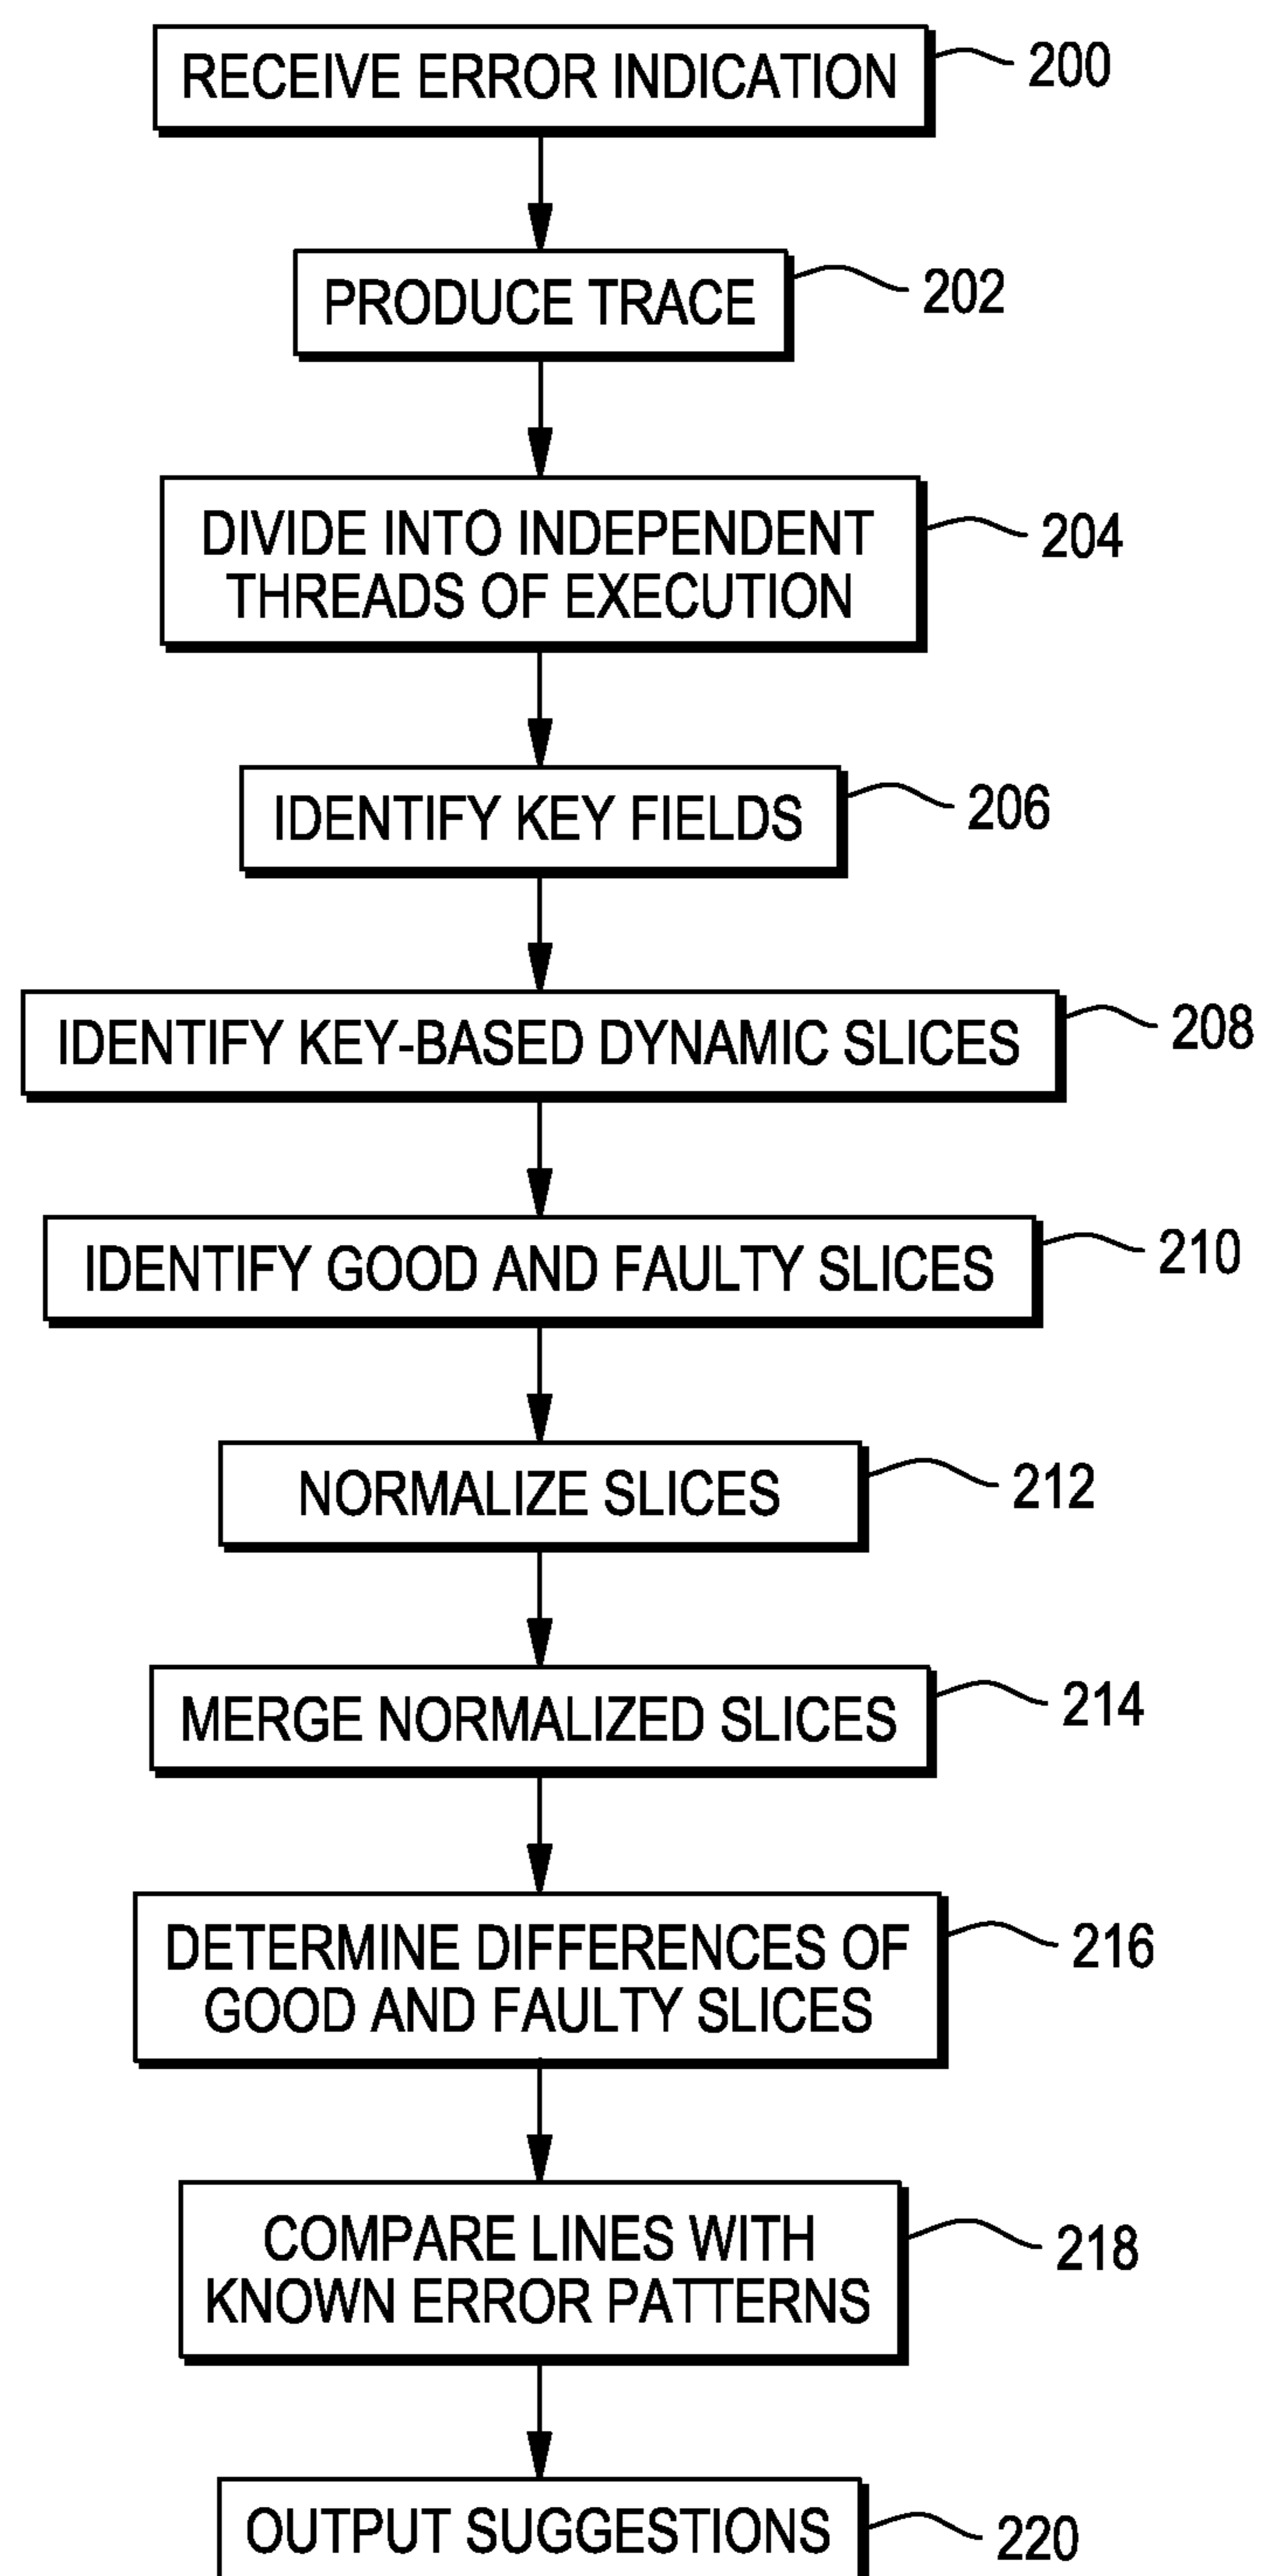 RECEIVE ERROR INDICATION
200
PRODUCE TRACE
202
DIVIDE INTO INDEPENDENT
THREADS OF EXECUTION
204
IDENTIFY KEY FIELDS
206
IDENTIFY KEY-BASED DYNAMIC SLICES
208
IDENTIFY GOOD AND FAULTY SLICES
210
NORMALIZE SLICES
212
MERGE NORMALIZED SLICES
214
DETERMINE DIFFERENCES OF
GOOD AND FAULTY SLICES
216
COMPARE LINES WITH
KNOWN ERROR PATTERNS
218
OUTPUT SUGGESTIONS
220